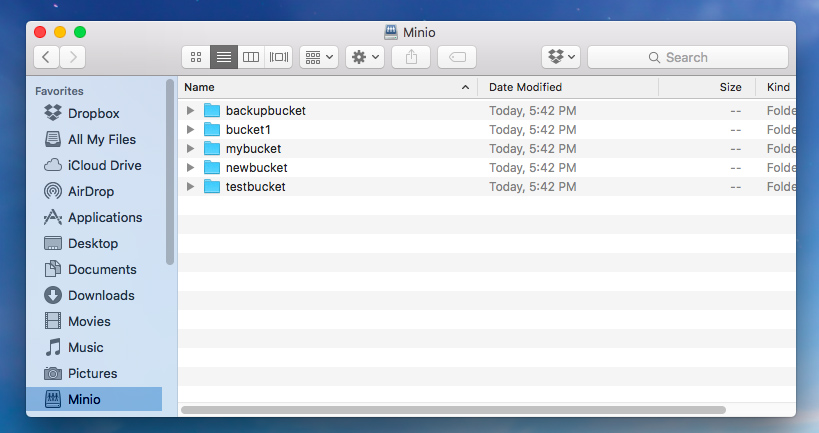 Minio
Search
Favorites
Dropbox
All My Files
iCloud Drive
AirDrop
Applications
Desktop
Documents
Downloads
Movies
Music
Pictures
Minio
Name Date Modified Size Kind
backupbucket Today, 5:42 PM -- Folde
bucket1 Today, 5:42 PM -- Folde
mybucket Today, 5:42 PM -- Folde
newbucket Today, 5:42 PM -- Folde
testbucket Today, 5:42 PM -- Folde